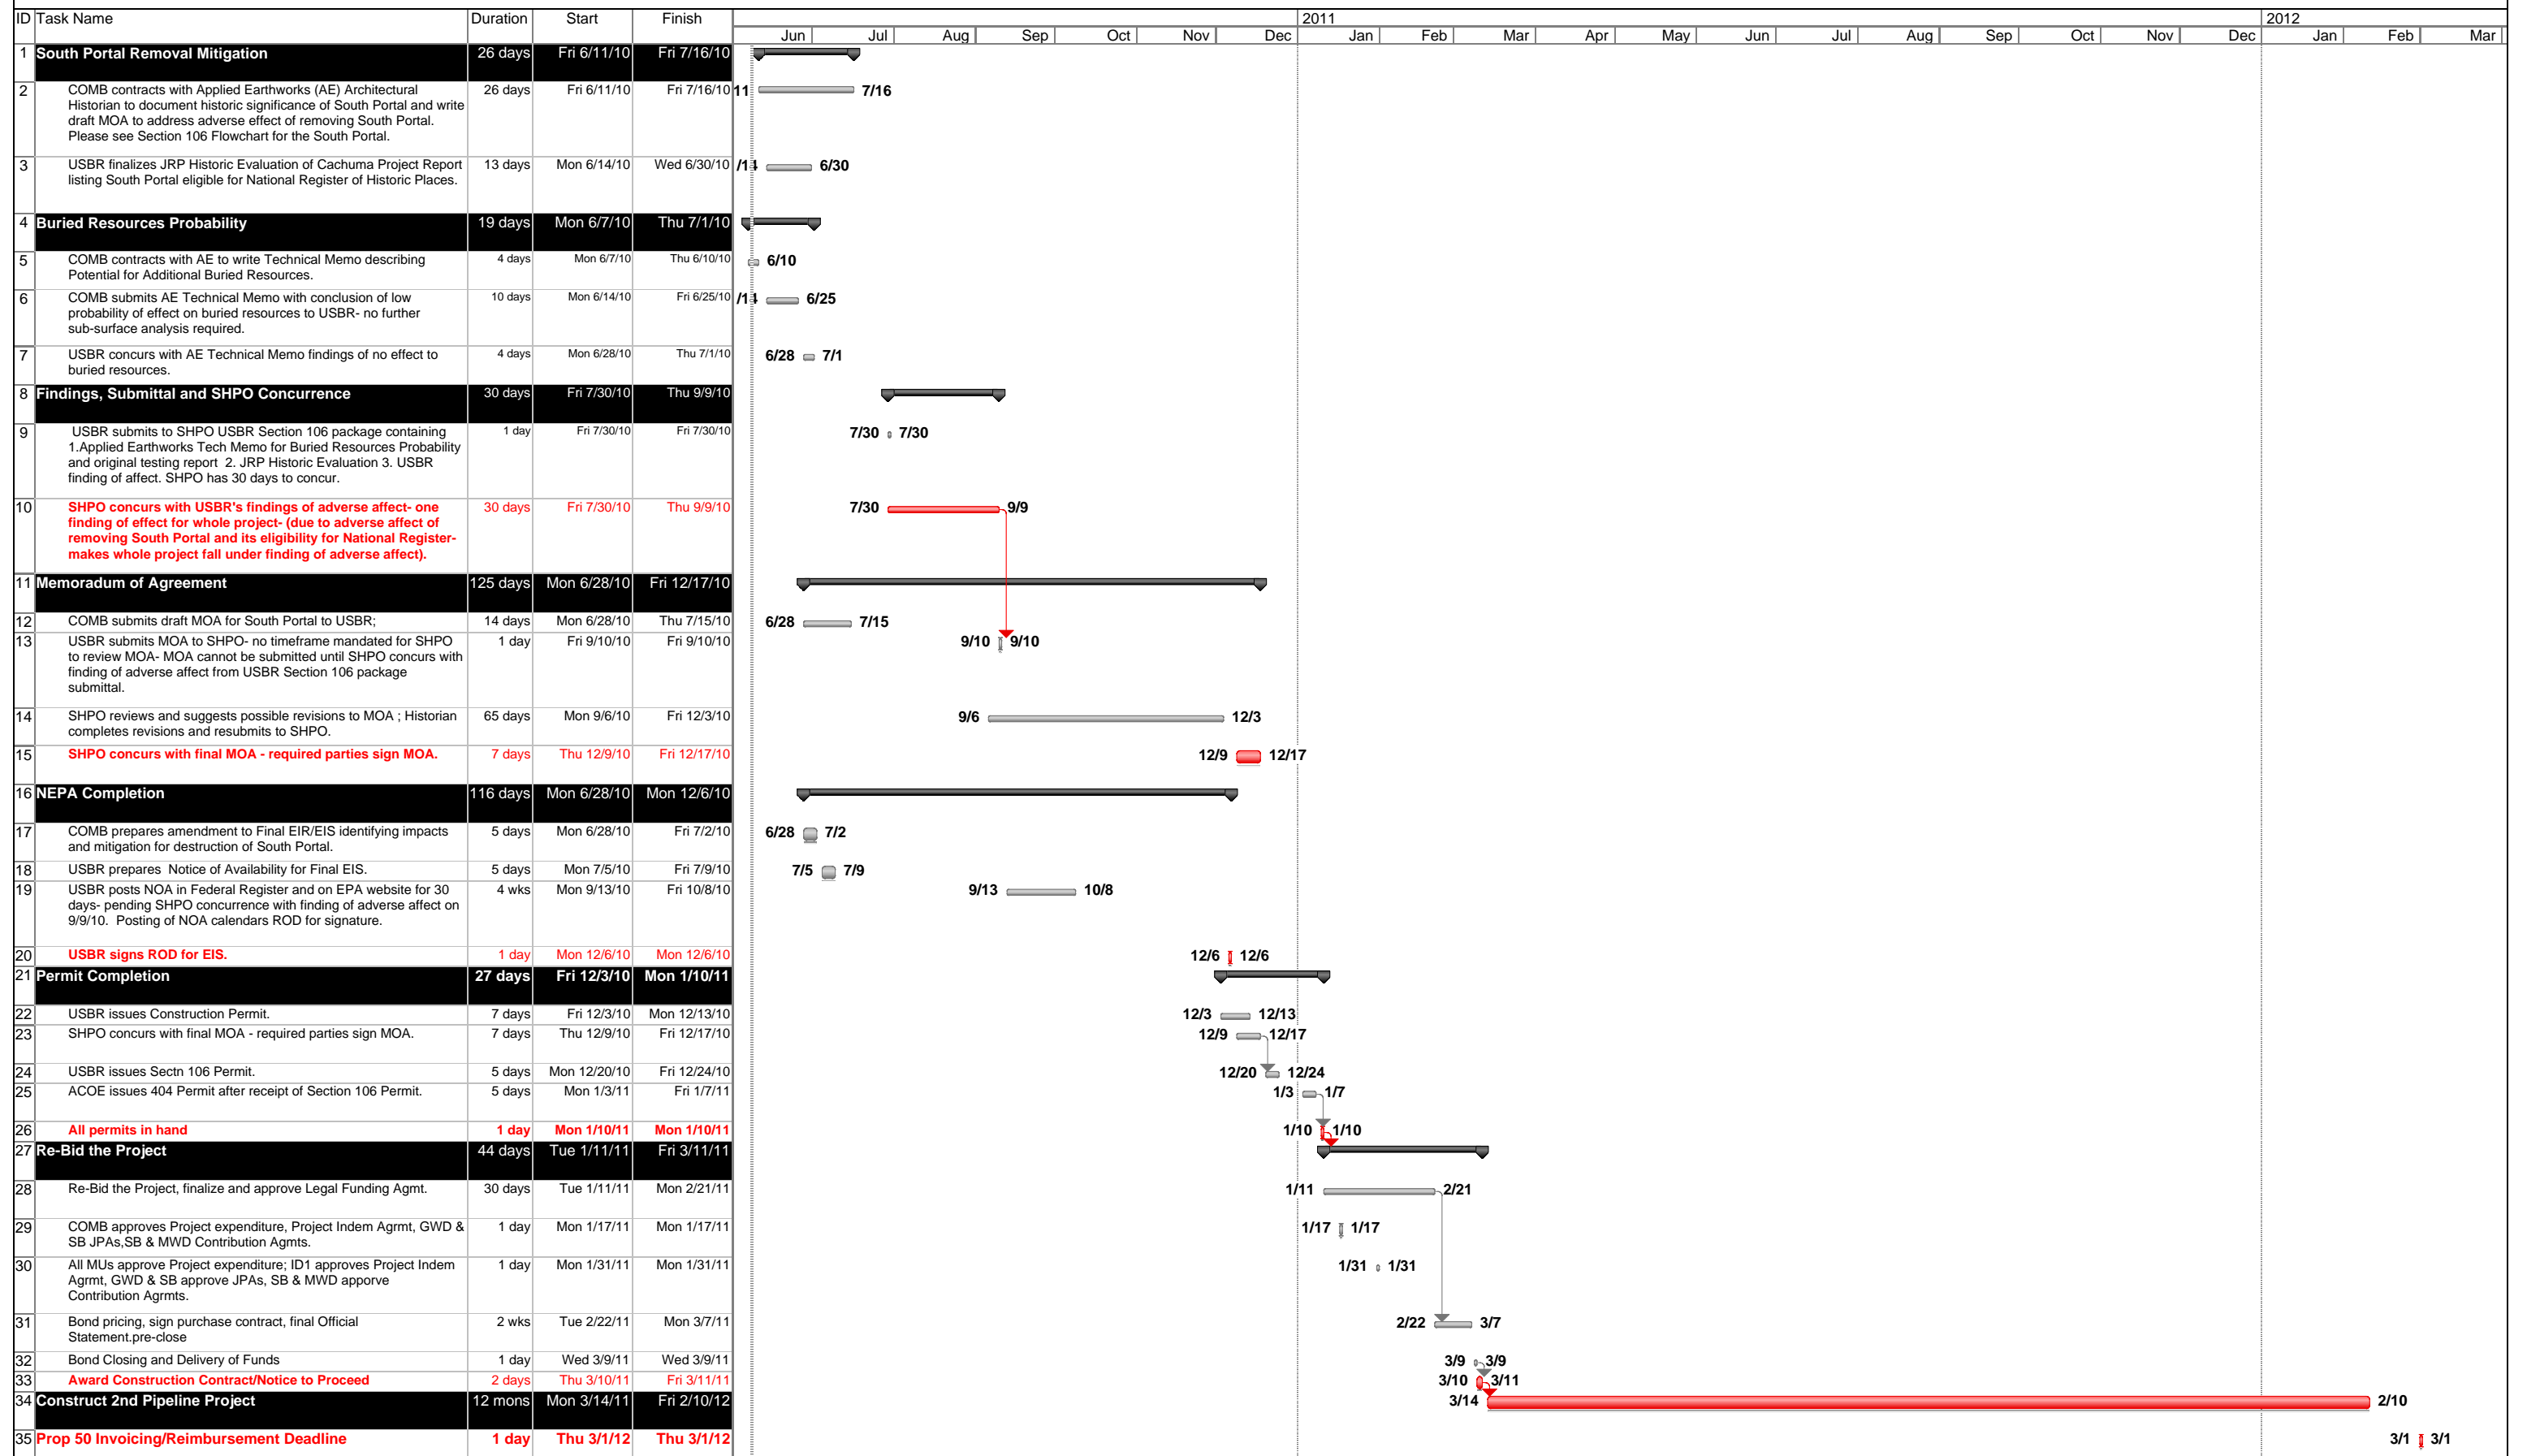 ID Task Name Duration Start Finish 2011 2012
Jun Jul Aug Sep Oct Nov Dec Jan Feb Mar Apr May Jun Jul Aug Sep Oct Nov Dec Jan Feb Mar
1 South Portal Removal Mitigation 26 days Fri 6/11/10 Fri 7/16/10
2 COMB contracts with Applied Earthworks (AE) Architectural 26 days Fri 6/11/10 Fri 7/16/10 11 7/16
Historian to document historic significance of South Portal and write
draft MOA to address adverse effect of removing South Portal.
Please see Section 106 Flowchart for the South Portal.
3 USBR finalizes JRP Historic Evaluation of Cachuma Project Report 13 days Mon 6/14/10 Wed 6/30/10 /14 6/30
listing South Portal eligible for National Register of Historic Places.
4 Buried Resources Probability 19 days Mon 6/7/10 Thu 7/1/10
5 COMB contracts with AE to write Technical Memo describing 4 days Mon 6/7/10 Thu 6/10/10 6/10
Potential for Additional Buried Resources.
6 COMB submits AE Technical Memo with conclusion of low 10 days Mon 6/14/10 Fri 6/25/10 /14 6/25
probability of effect on buried resources to USBR- no further
sub-surface analysis required.
7 USBR concurs with AE Technical Memo findings of no effect to 4 days Mon 6/28/10 Thu 7/1/10 6/28 7/1
buried resources.
8 Findings, Submittal and SHPO Concurrence 30 days Fri 7/30/10 Thu 9/9/10
9 USBR submits to SHPO USBR Section 106 package containing 1 day Fri 7/30/10 Fri 7/30/10 7/30 7/30
1.Applied Earthworks Tech Memo for Buried Resources Probability
and original testing report 2. JRP Historic Evaluation 3. USBR
finding of affect. SHPO has 30 days to concur.
10 SHPO concurs with USBR's findings of adverse affect- one 30 days Fri 7/30/10 Thu 9/9/10 7/30 9/9
finding of effect for whole project- (due to adverse affect of
removing South Portal and its eligibility for National Register-
makes whole project fall under finding of adverse affect).
11 Memoradum of Agreement 125 days Mon 6/28/10 Fri 12/17/10
12 COMB submits draft MOA for South Portal to USBR; 14 days Mon 6/28/10 Thu 7/15/10 6/28 7/15
13 USBR submits MOA to SHPO- no timeframe mandated for SHPO 1 day Fri 9/10/10 Fri 9/10/10 9/10 9/10
to review MOA- MOA cannot be submitted until SHPO concurs with
finding of adverse affect from USBR Section 106 package
submittal.
14 SHPO reviews and suggests possible revisions to MOA ; Historian 65 days Mon 9/6/10 Fri 12/3/10 9/6 12/3
completes revisions and resubmits to SHPO.
15 SHPO concurs with final MOA - required parties sign MOA. 7 days Thu 12/9/10 Fri 12/17/10 12/9 12/17
16 NEPA Completion 116 days Mon 6/28/10 Mon 12/6/10
17 COMB prepares amendment to Final EIR/EIS identifying impacts 5 days Mon 6/28/10 Fri 7/2/10 6/28 7/2
and mitigation for destruction of South Portal.
18 USBR prepares Notice of Availability for Final EIS. 5 days Mon 7/5/10 Fri 7/9/10 7/5 7/9
19 USBR posts NOA in Federal Register and on EPA website for 30 4 wks Mon 9/13/10 Fri 10/8/10 9/13 10/8
days- pending SHPO concurrence with finding of adverse affect on
9/9/10. Posting of NOA calendars ROD for signature.
20 USBR signs ROD for EIS. 1 day Mon 12/6/10 Mon 12/6/10 12/6 12/6
21 Permit Completion 27 days Fri 12/3/10 Mon 1/10/11
22 USBR issues Construction Permit. 7 days Fri 12/3/10 Mon 12/13/10 12/3 12/13
23 SHPO concurs with final MOA - required parties sign MOA. 7 days Thu 12/9/10 Fri 12/17/10 12/9 12/17
24 USBR issues Sectn 106 Permit. 5 days Mon 12/20/10 Fri 12/24/10 12/20 12/24
25 ACOE issues 404 Permit after receipt of Section 106 Permit. 5 days Mon 1/3/11 Fri 1/7/11 1/3 1/7
26 All permits in hand 1 day Mon 1/10/11 Mon 1/10/11 1/10 1/10
27 Re-Bid the Project 44 days Tue 1/11/11 Fri 3/11/11
28 Re-Bid the Project, finalize and approve Legal Funding Agmt. 30 days Tue 1/11/11 Mon 2/21/11 1/11 2/21
29 COMB approves Project expenditure, Project Indem Agrmt, GWD & 1 day Mon 1/17/11 Mon 1/17/11 1/17 1/17
SB JPAs,SB & MWD Contribution Agmts.
30 All MUs approve Project expenditure; ID1 approves Project Indem 1 day Mon 1/31/11 Mon 1/31/11 1/31 1/31
Agrmt, GWD & SB approve JPAs, SB & MWD apporve
Contribution Agrmts.
31 Bond pricing, sign purchase contract, final Official 2 wks Tue 2/22/11 Mon 3/7/11 2/22 3/7
Statement.pre-close
32 Bond Closing and Delivery of Funds 1 day Wed 3/9/11 Wed 3/9/11 3/9 3/9
33 Award Construction Contract/Notice to Proceed 2 days Thu 3/10/11 Fri 3/11/11 3/10 3/11
34 Construct 2nd Pipeline Project 12 mons Mon 3/14/11 Fri 2/10/12 3/14 2/10
35 Prop 50 Invoicing/Reimbursement Deadline 1 day Thu 3/1/12 Thu 3/1/12 3/1 3/1